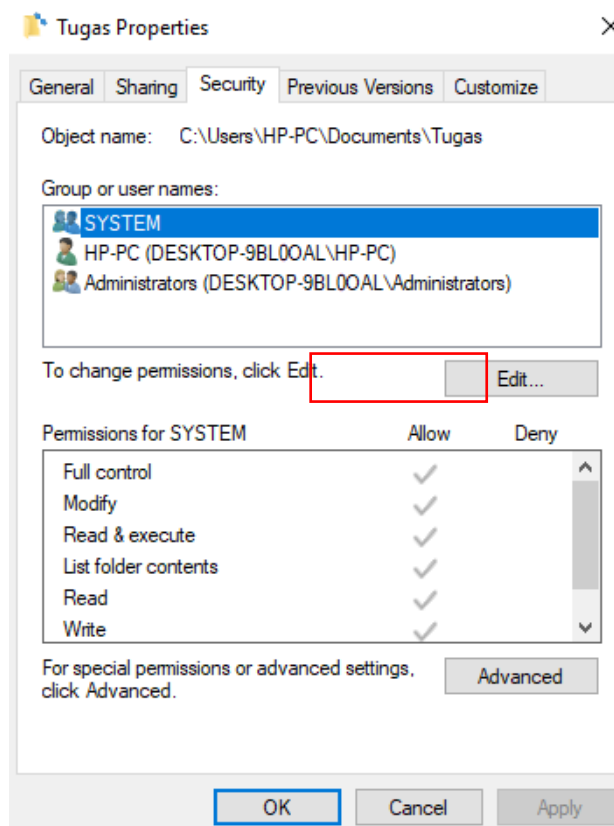 Tugas Properties
General Sharing Security Previous Versions Customize
Object name: C:\Users\HP-PC\Documents\Tugas
Group or user names:
SYSTEM
HP-PC (DESKTOP-9BL0OAL\HP-PC)
Administrators (DESKTOP-9BL0OAL\Administrators)
To change permissions, click Edit.
Edit...
Permissions for SYSTEM Allow Deny
Full control
Modify
Read & execute
List folder contents
Read
Write
For special permissions or advanced settings,
click Advanced.
Advanced
OK Cancel Apply